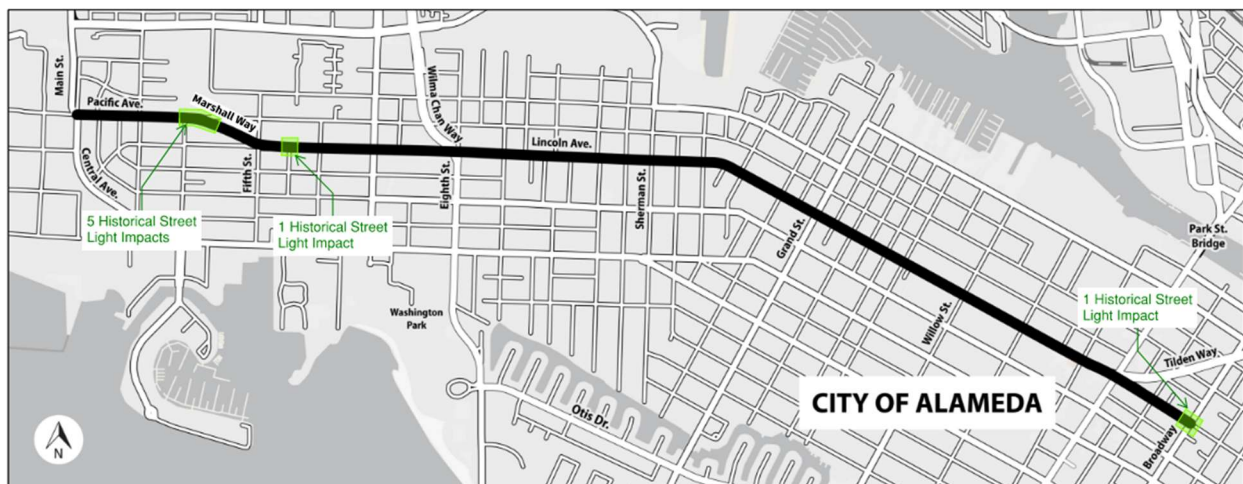 Main St.
Pacific Ave.
Marshall Way
Wilma Chan Way
Lincoln Ave.
Central Ave.
Fifth St.
Eighth St.
Sherman St.
5 Historical Street
Light Impacts
1 Historical Street
Light Impact
Grand St.
Park St.
Bridge
Washington
Park
Willow St.
1 Historical Street
Light Impact
Tilden Way
CITY OF ALAMEDA
Otis Dr.
Broadway
N